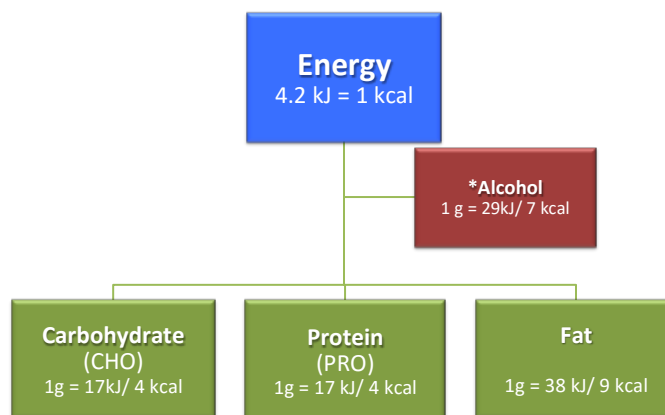 Energy
4.2 kJ = 1 kcal
*Alcohol
1 g = 29kJ/ 7 kcal
Carbohydrate
(CHO)
1g = 17kJ/ 4 kcal
Protein
(PRO)
1g = 17 kJ/ 4 kcal
Fat
1g = 38 kJ/ 9 kcal